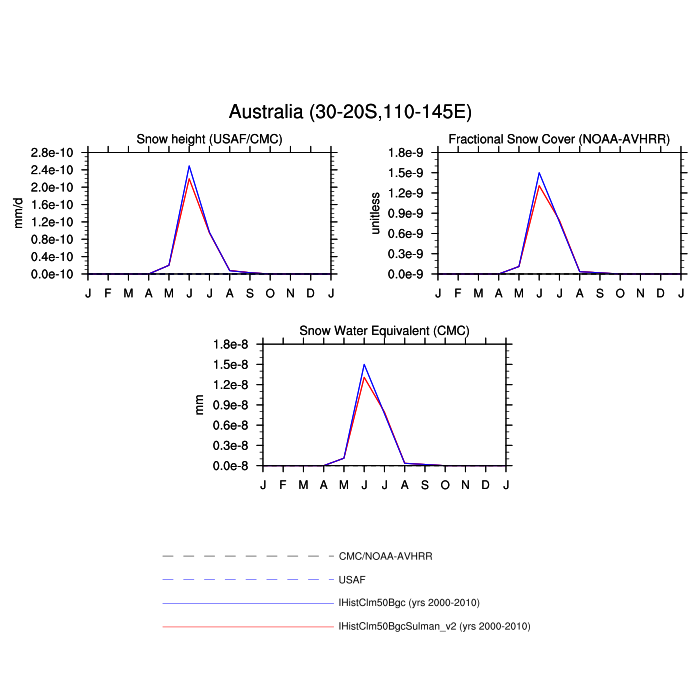 Australia (30-20S,110-145E)
Snow height (USAF/CMC)
mm/d
2.8e-10
2.4e-10
2.0e-10
1.6e-10
1.2e-10
0.8e-10
0.4e-10
0.0e-10
J F M A M J J A S O N D J
Fractional Snow Cover (NOAA-AVHRR)
unitless
1.8e-9
1.5e-9
1.2e-9
0.9e-9
0.6e-9
0.3e-9
0.0e-9
J F M A M J J A S O N D J
Snow Water Equivalent (CMC)
mm
1.8e-8
1.5e-8
1.2e-8
0.9e-8
0.6e-8
0.3e-8
0.0e-8
J F M A M J J A S O N D J
CMC/NOAA-AVHRR
USAF
IHistClm50Bgc (yrs 2000-2010)
IHistClm50BgcSulman_v2 (yrs 2000-2010)